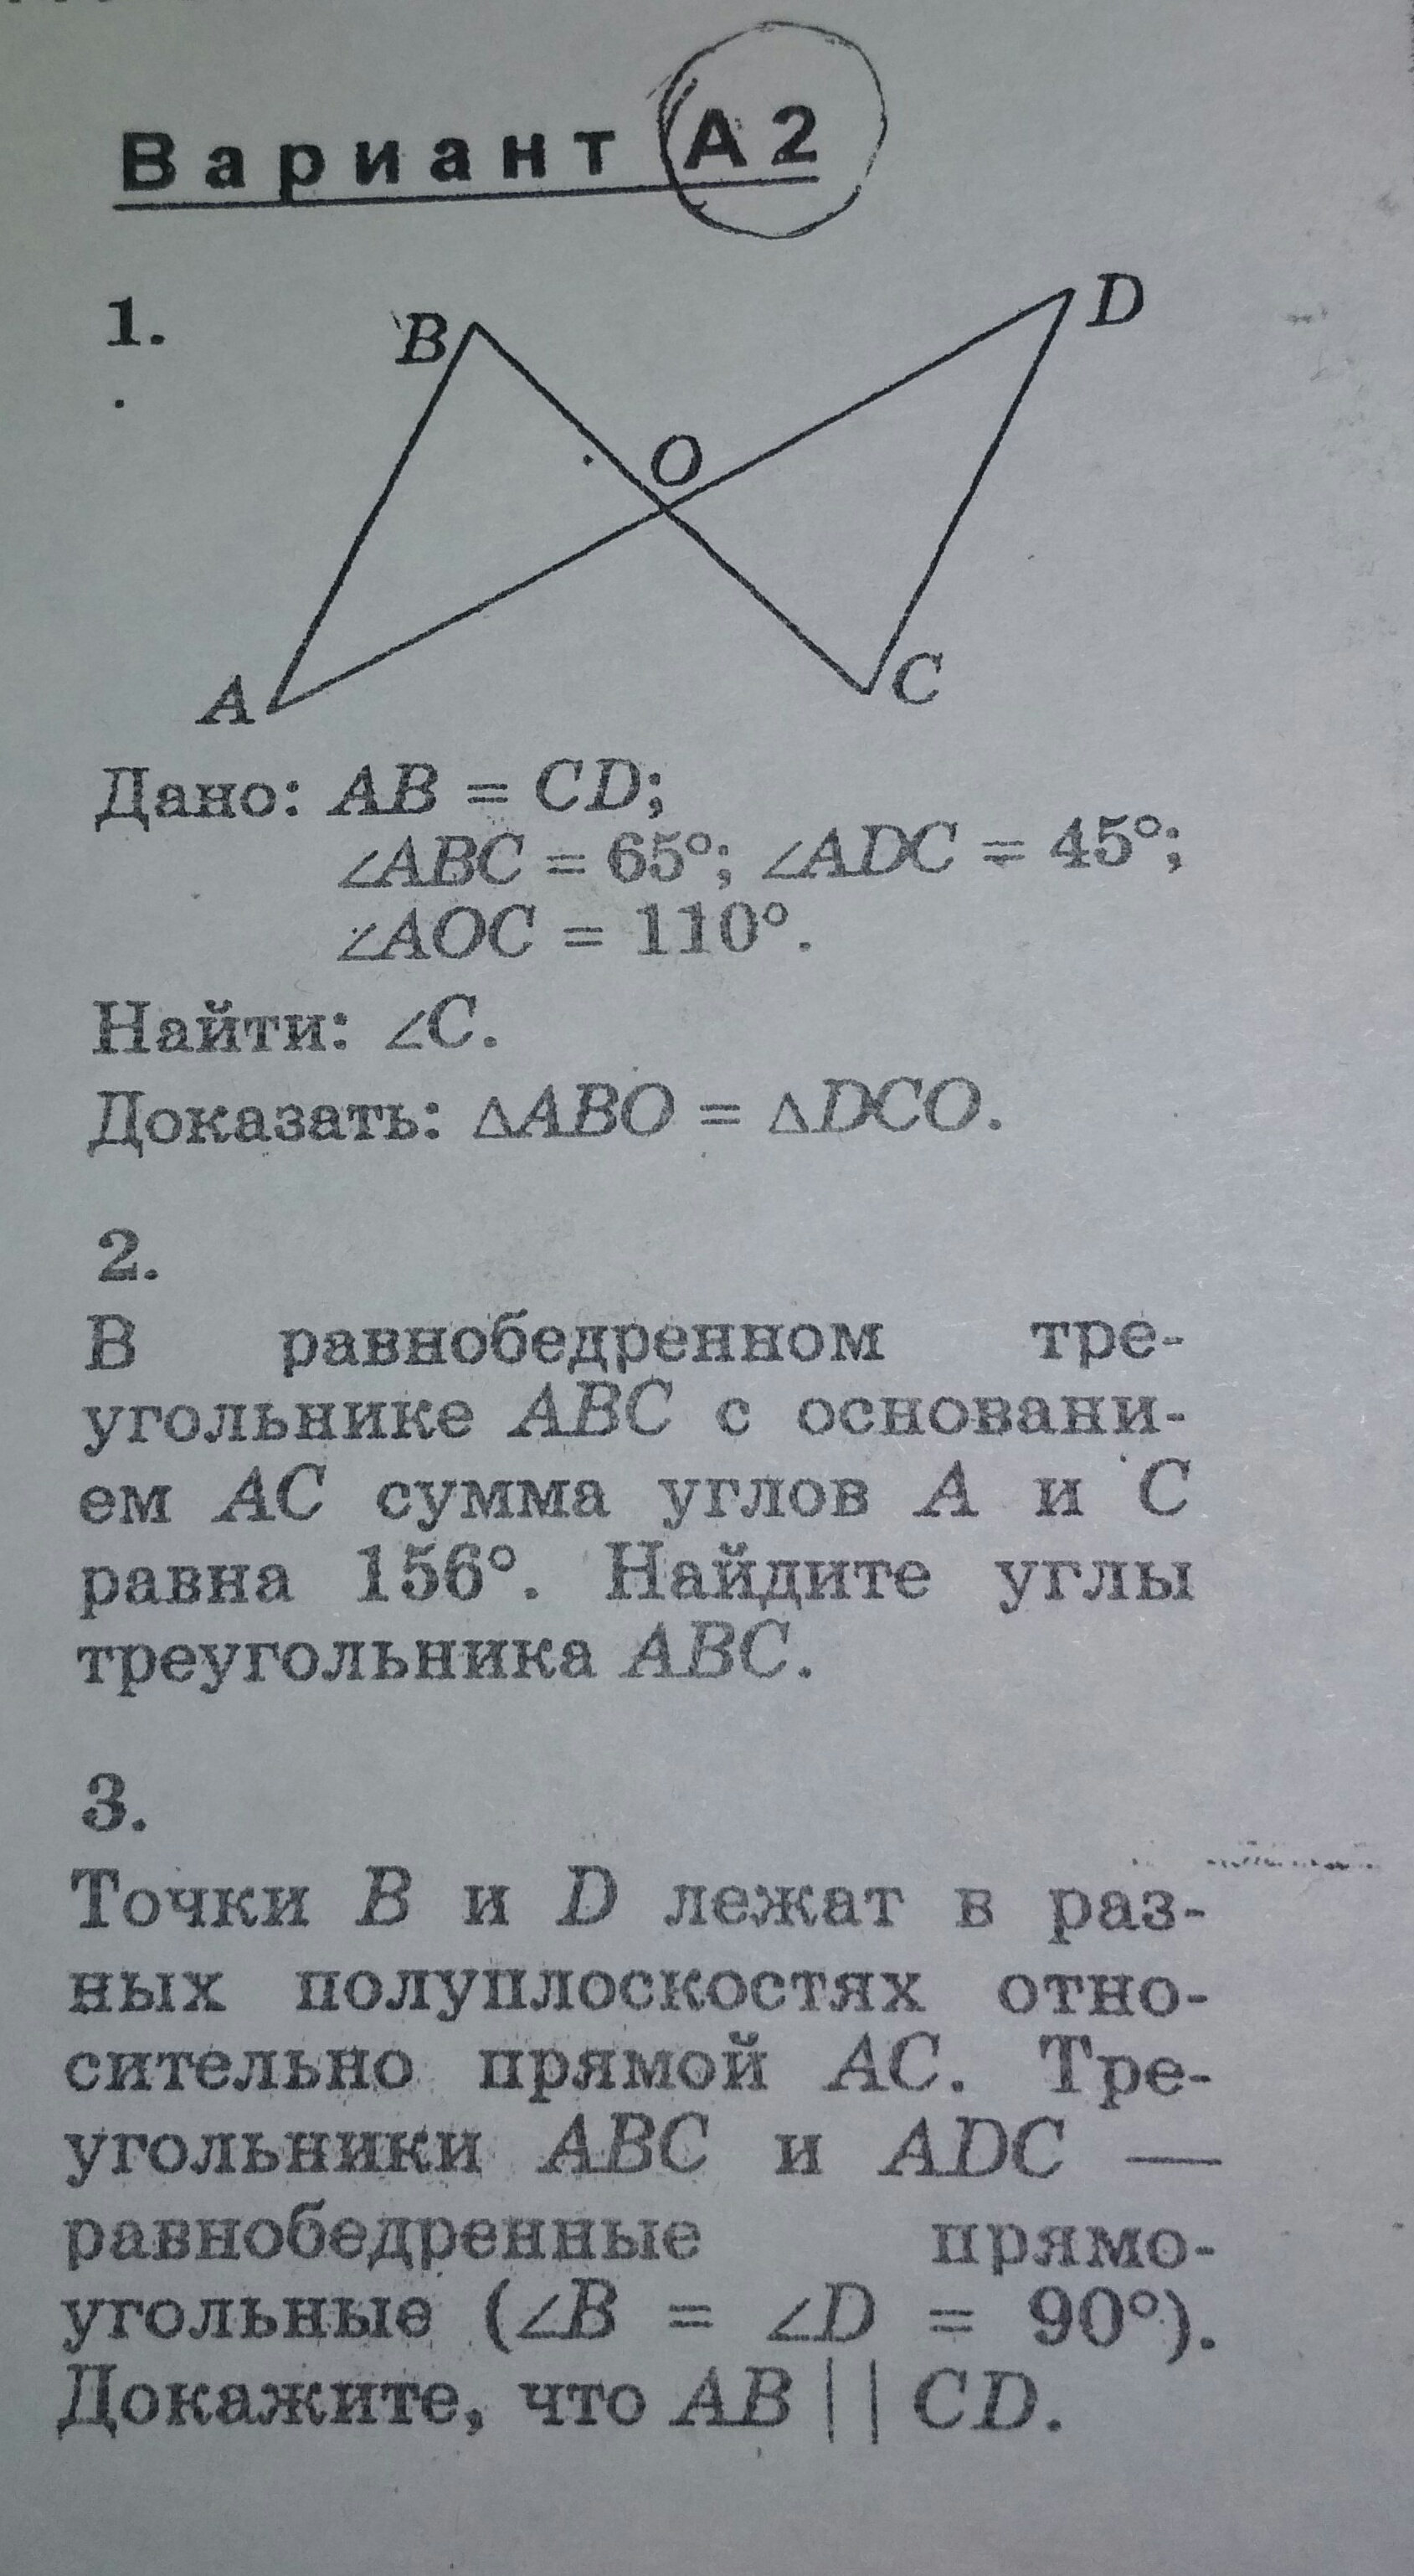 Вариант А2
1.
B
D
O
A
C
Дано: AB = CD;
∠ABC = 65°; ∠ADC = 45°;
∠AOC = 110°.
Найти: ∠C.
Доказать: ΔABO = ΔDCO.
2.
В равнобедренном тре-
угольнике ABC с основани-
ем AC сумма углов A и C
равна 156°. Найдите углы
треугольника ABC.
3.
Точки B и D лежат в раз-
ных полуплоскостях отно-
сительно прямой AC. Тре-
угольники ABC и ADC —
равнобедренные прямо-
угольные (∠B = ∠D = 90°).
Докажите, что AB || CD.